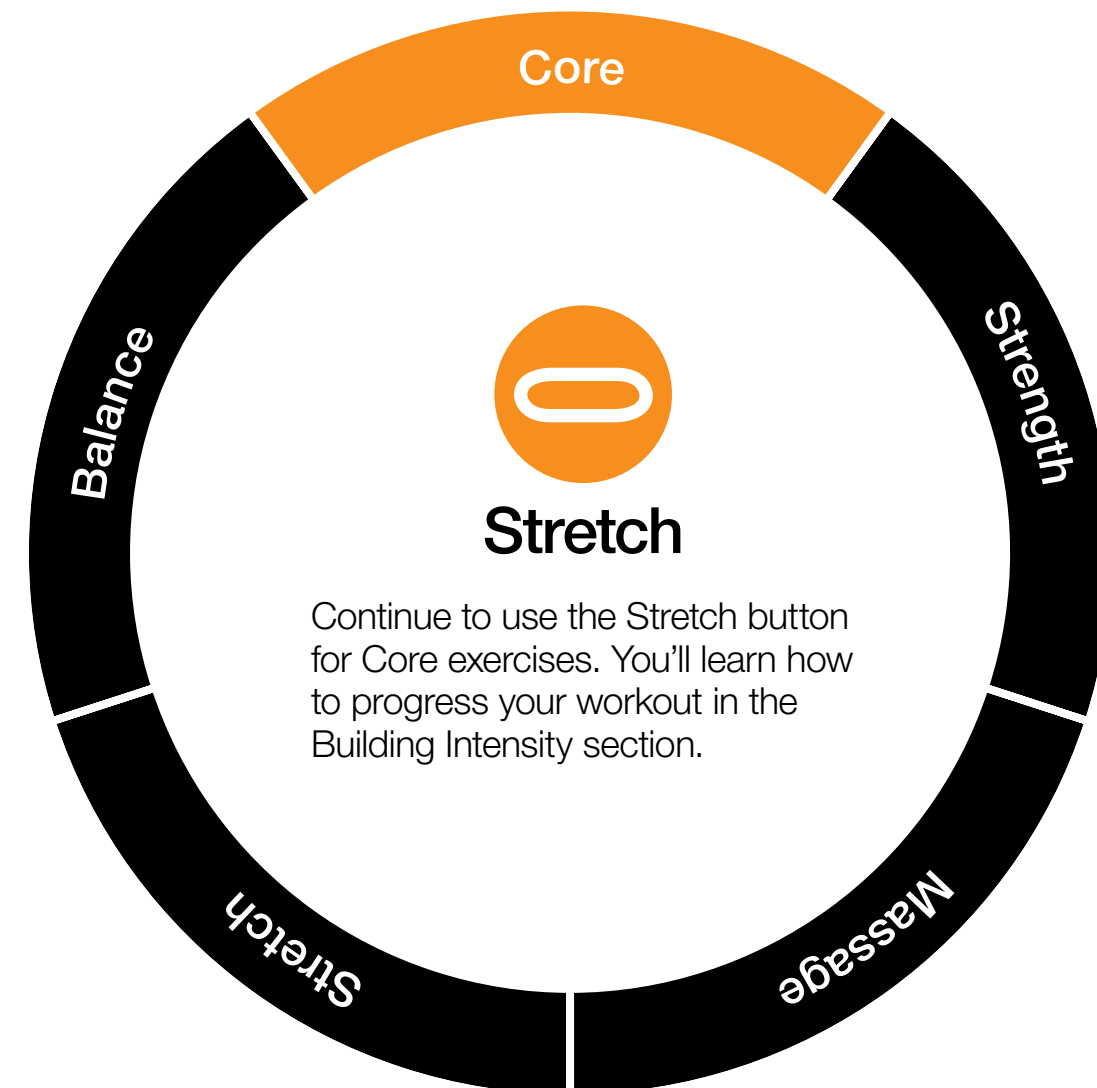 Core
Balance
Strength
Stretch
Continue to use the Stretch button
for Core exercises. You'll learn how
to progress your workout in the
Building Intensity section.
Stretch
Massage